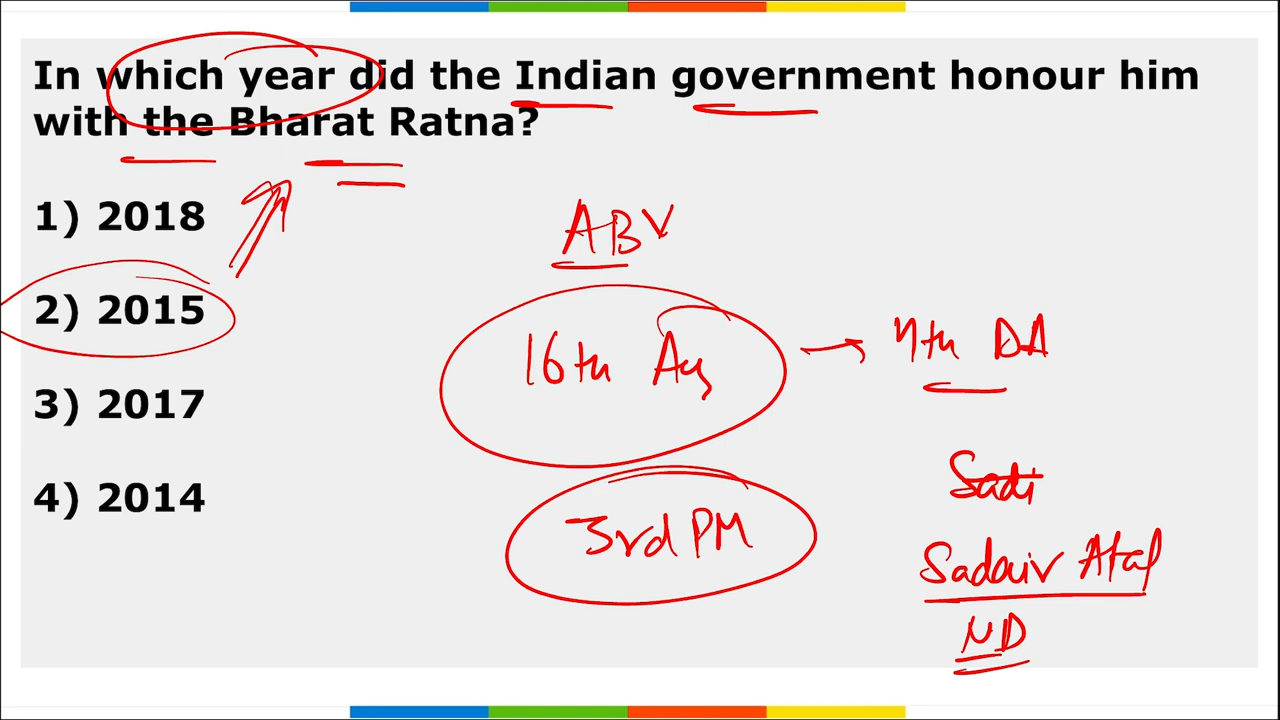 In which year did the Indian government honour him
with the Bharat Ratna?
1) 2018
ABV
2) 2015
16th Aug
4th DA
3) 2017
Sadi
4) 2014
3rd PM
Sadaiv Atal
ND